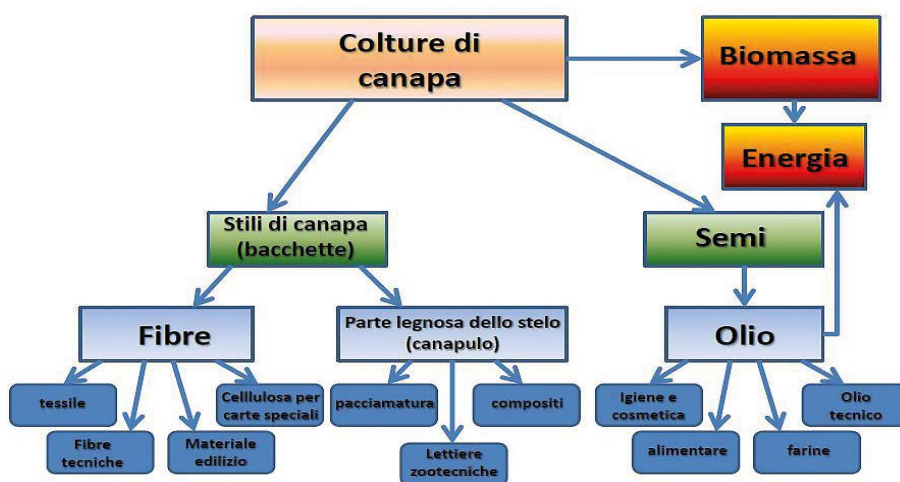 Colture di
canapa
Biomassa
Energia
Stili di canapa
(bacchette)
Semi
Fibre
Parte legnosa dello stelo
(canapulo)
Olio
tessile
Celllulosa per
carte speciali
pacciamatura
compositi
Igiene e
cosmetica
Olio
tecnico
Fibre
tecniche
Materiale
edilizio
Lettiere
zootecniche
alimentare
farine